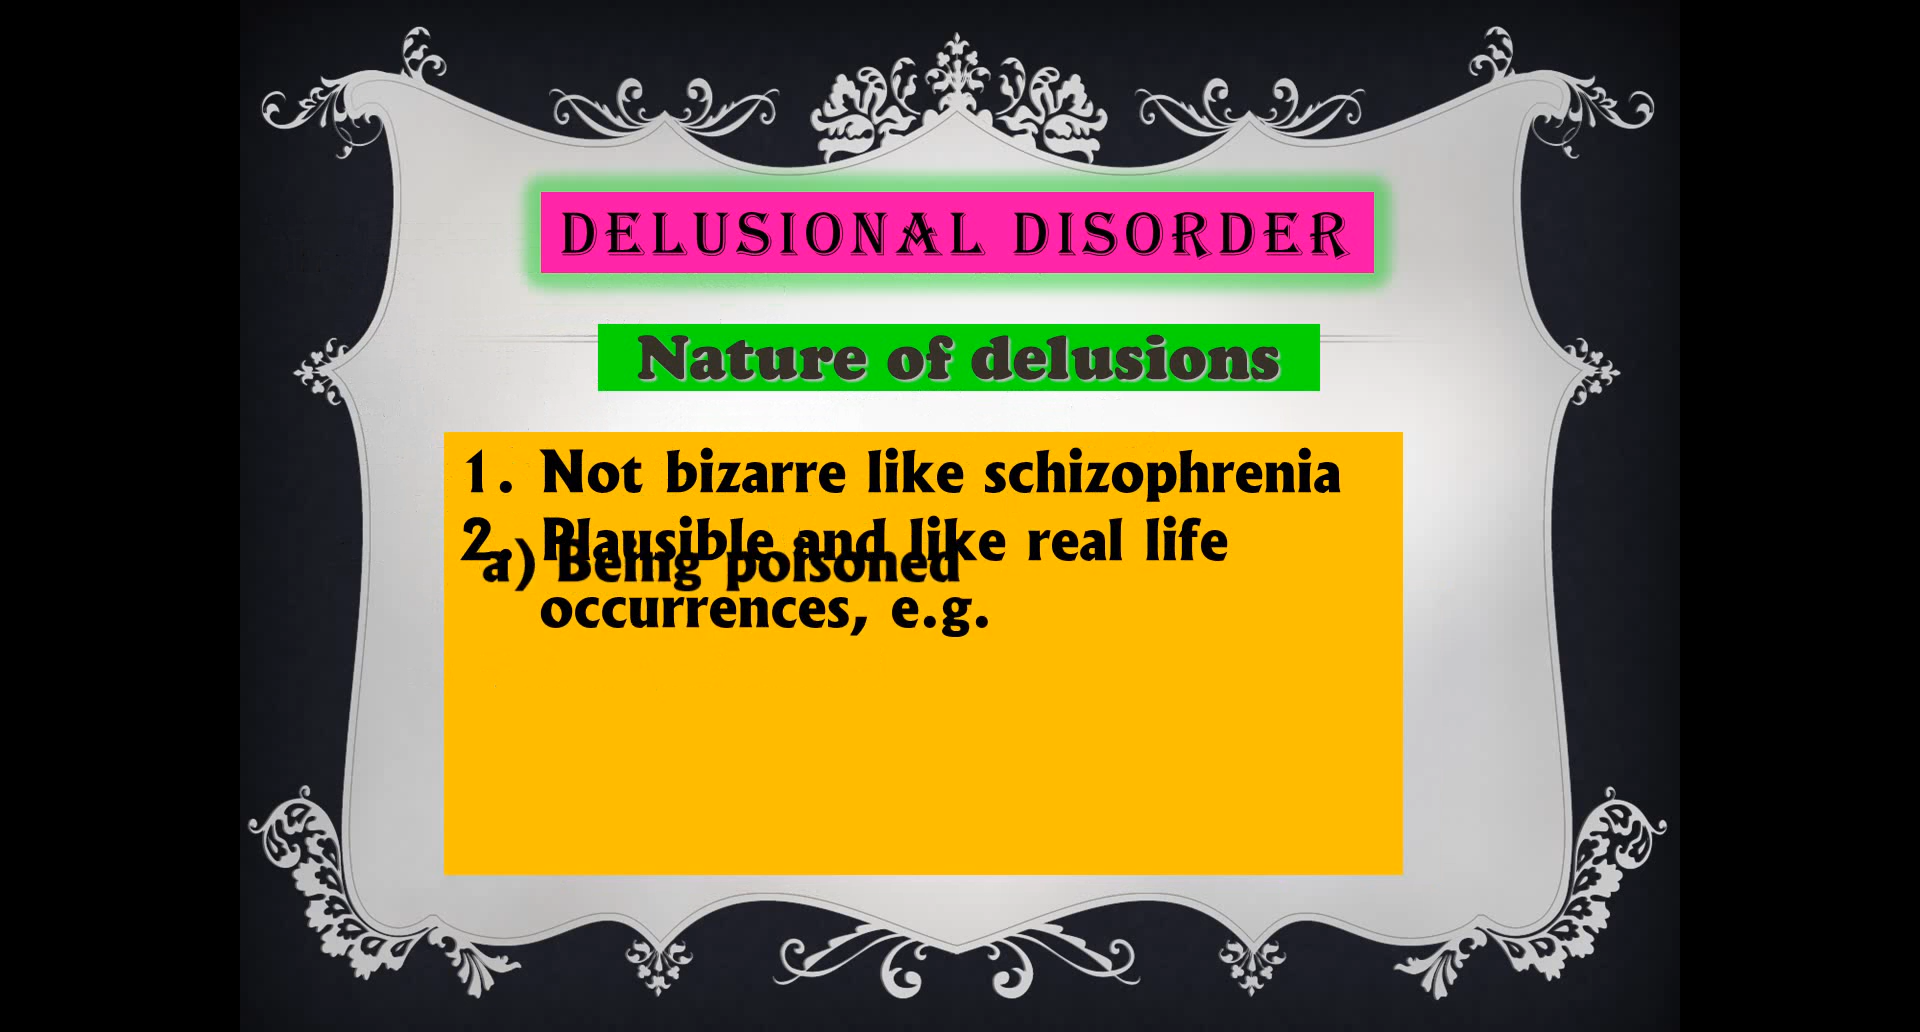 DELUSIONAL DISORDER
Nature of delusions
1. Not bizarre like schizophrenia
2. Plausible and like real life
a) Being poisoned
occurrences, e.g.